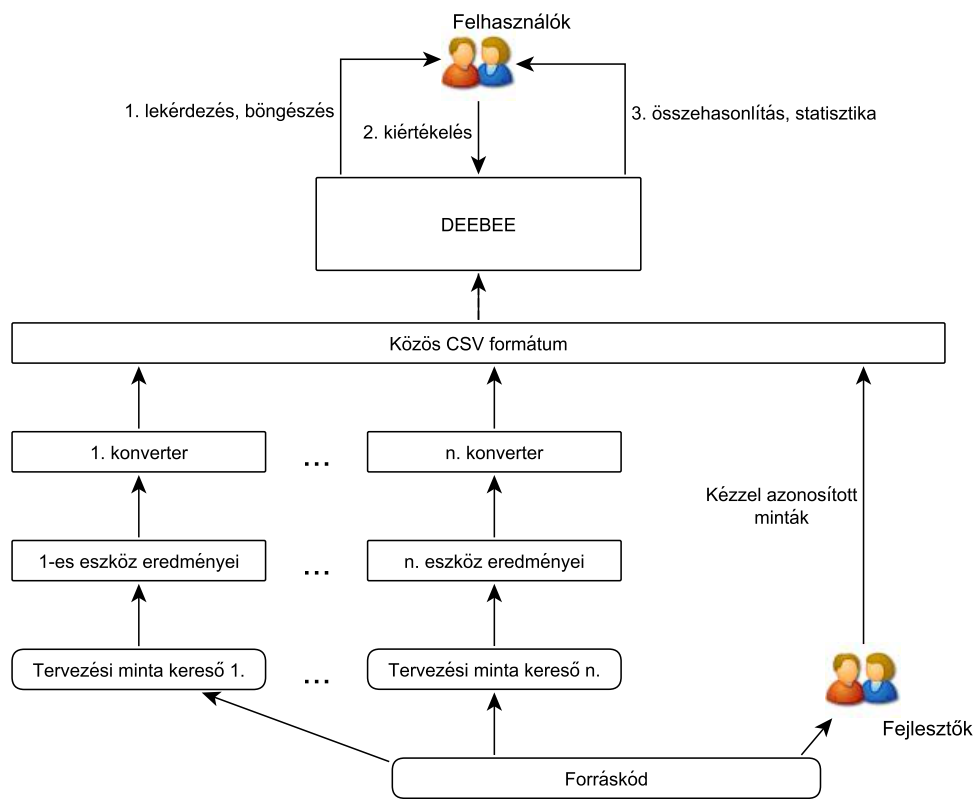 Felhasználók
1. lekérdezés, böngészés
2. kiértékelés
3. összehasonlítás, statisztika
DEEBEE
Közös CSV formátum
1. konverter
...
n. konverter
Kézzel azonosított
minták
1-es eszköz eredményei
...
n. eszköz eredményei
Tervezési minta kereső 1.
...
Tervezési minta kereső n.
Fejlesztők
Forráskód